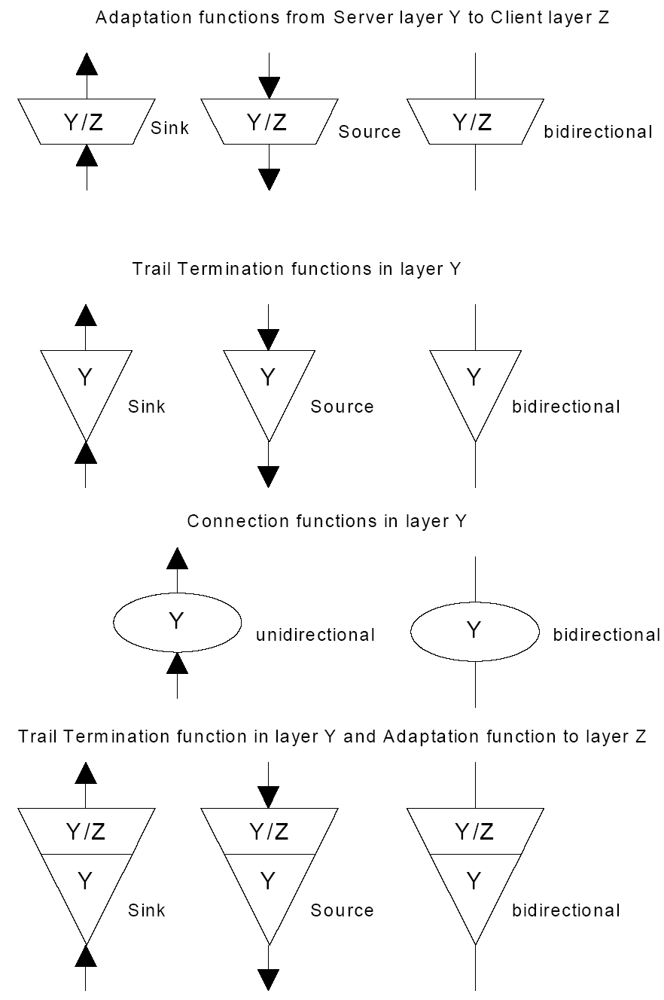 Adaptation functions from Server layer Y to Client layer Z
Y/Z Sink Y/Z Source Y/Z bidirectional
Trail Termination functions in layer Y
Y Y Y
Sink Source bidirectional
Connection functions in layer Y
Y unidirectional Y bidirectional
Trail Termination function in layer Y and Adaptation function to layer Z
Y/Z Y/Z Y/Z
Y Y Y
Sink Source bidirectional